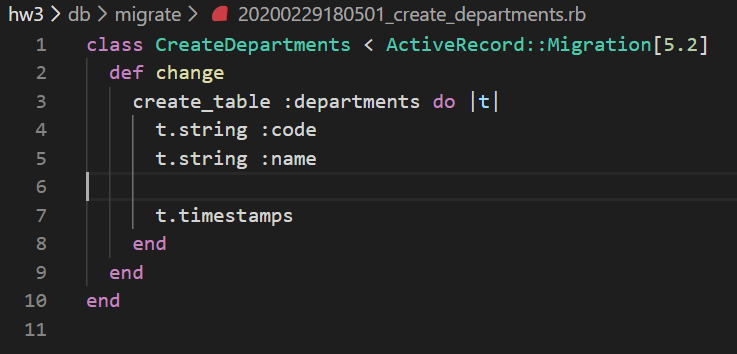 hw3 > db > migrate > 20200229180501_create_departments.rb
1 class CreateDepartments < ActiveRecord::Migration[5.2]
2   def change
3     create_table :departments do |t|
4       t.string :code
5       t.string :name
6
7       t.timestamps
8     end
9   end
10 end
11